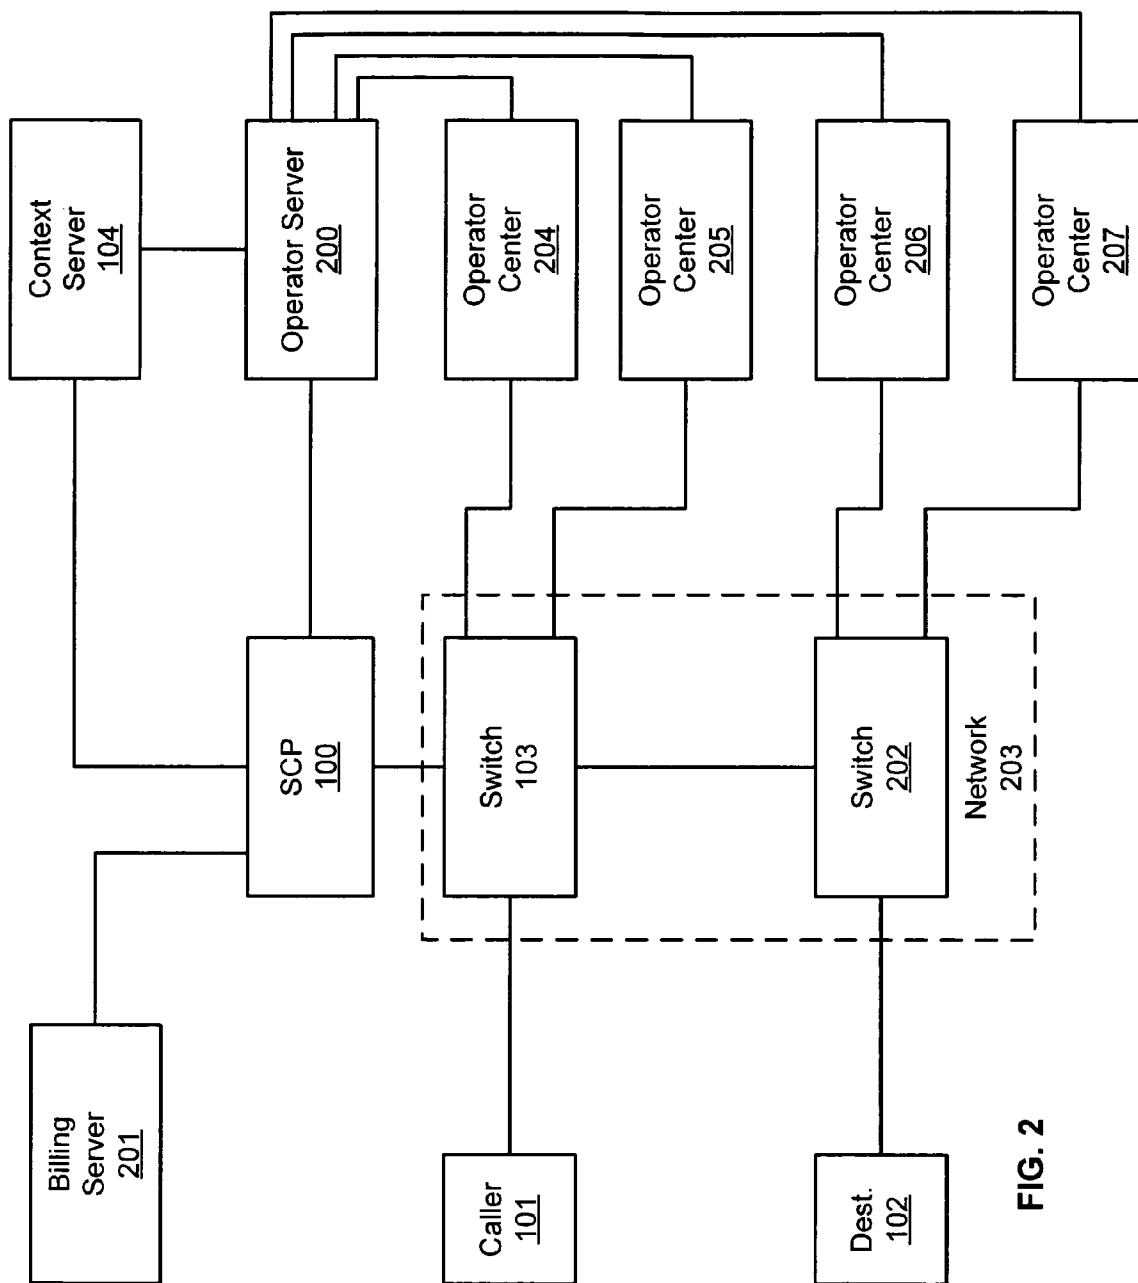 Billing
Server
201
Context
Server
104
SCP
100
Operator Server
200
Caller
101
Switch
103
Operator
Center
204
Operator
Center
205
Dest.
102
Switch
202
Operator
Center
206
Network
203
Operator
Center
207
FIG. 2